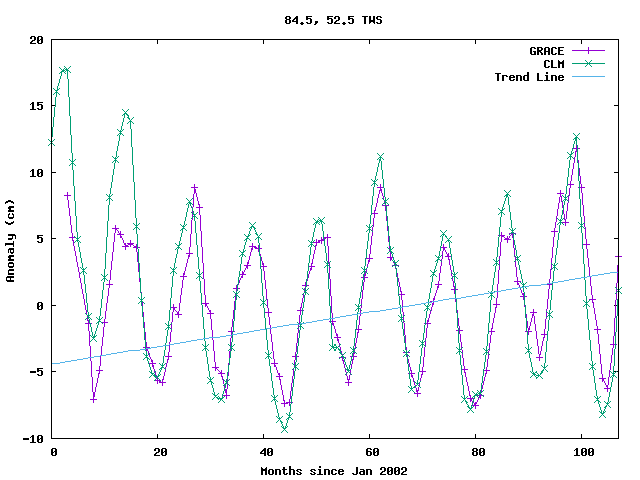 84.5, 52.5 TWS
GRACE
CLM
Trend Line
20
15
10
5
0
-5
-10
Anomaly (cm)
0 20 40 60 80 100
Months since Jan 2002